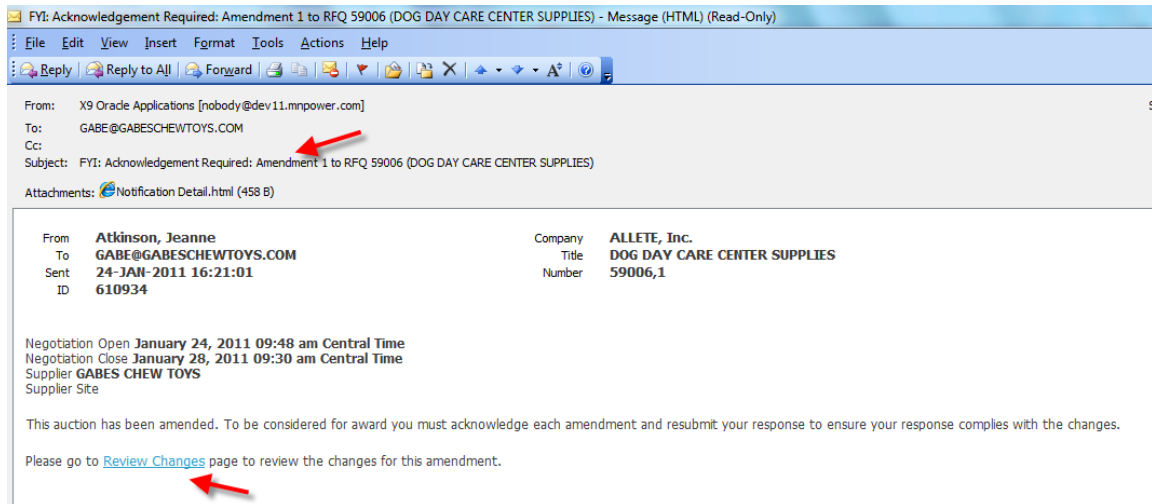 FYI: Acknowledgement Required: Amendment 1 to RFQ 59006 (DOG DAY CARE CENTER SUPPLIES) - Message (HTML) (Read-Only)
File Edit View Insert Format Tools Actions Help
Reply Reply to All Forward
From: X9 Oracle Applications [nobody@dev11.mnpower.com]
To: GABE@GABESCHEWTOYS.COM
Cc:
Subject: FYI: Acknowledgement Required: Amendment 1 to RFQ 59006 (DOG DAY CARE CENTER SUPPLIES)
Attachments: Notification Detail.html (458 B)
From Atkinson, Jeanne Company ALLETE, Inc.
To GABE@GABESCHEWTOYS.COM Title DOG DAY CARE CENTER SUPPLIES
Sent 24-JAN-2011 16:21:01 Number 59006,1
ID 610934
Negotiation Open January 24, 2011 09:48 am Central Time
Negotiation Close January 28, 2011 09:30 am Central Time
Supplier GABES CHEW TOYS
Supplier Site
This auction has been amended. To be considered for award you must acknowledge each amendment and resubmit your response to ensure your response complies with the changes.
Please go to Review Changes page to review the changes for this amendment.